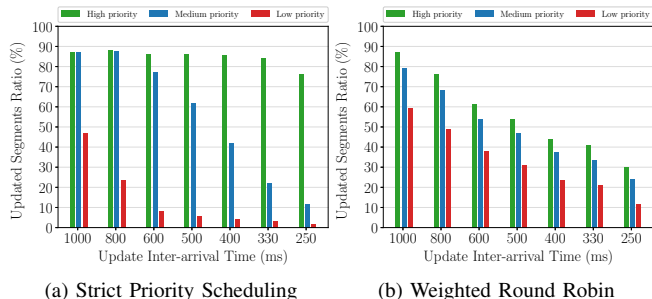 High priority Medium priority Low priority
100
90
80
70
60
50
40
30
20
10
0
Updated Segments Ratio (%)
1000 800 600 500 400 330 250
Update Inter-arrival Time (ms)
(a) Strict Priority Scheduling
High priority Medium priority Low priority
100
90
80
70
60
50
40
30
20
10
0
Updated Segments Ratio (%)
1000 800 600 500 400 330 250
Update Inter-arrival Time (ms)
(b) Weighted Round Robin